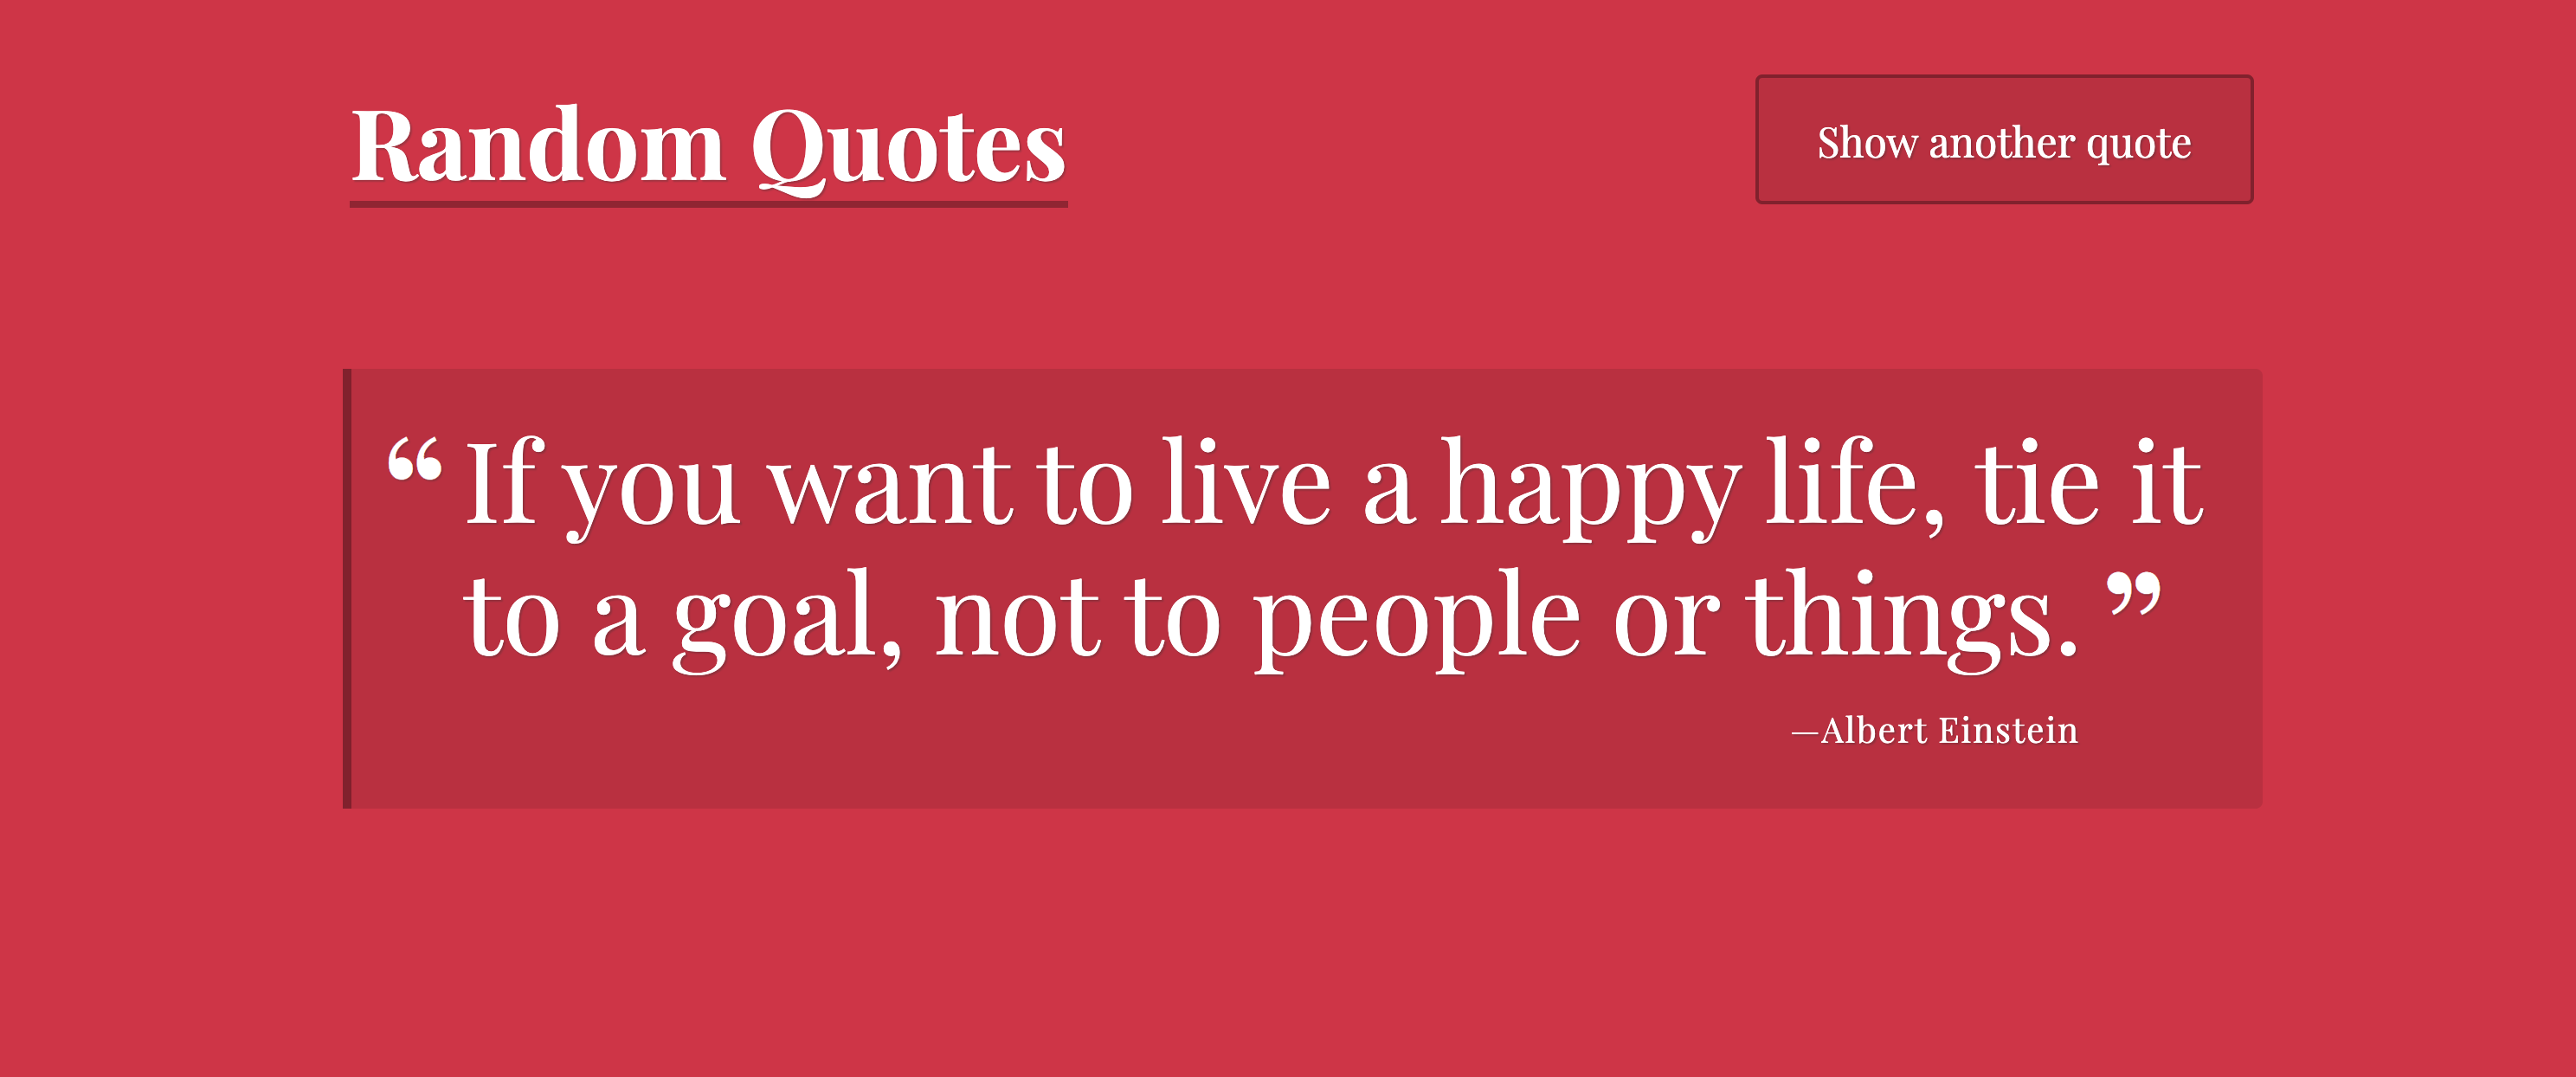 Random Quotes
Show another quote
“ If you want to live a happy life, tie it
to a goal, not to people or things. ”
—Albert Einstein